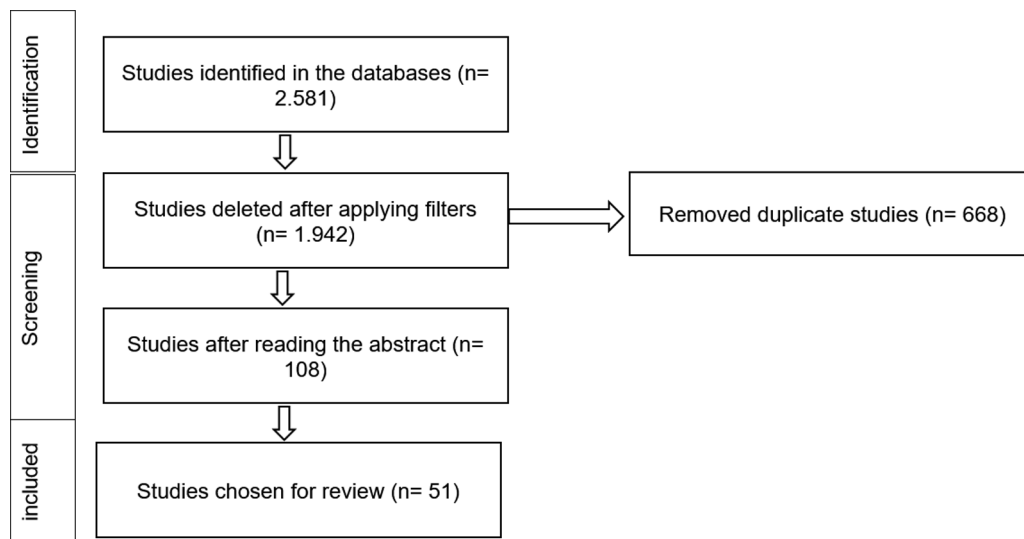 Identification
Studies identified in the databases (n=
2.581)
Screening
Studies deleted after applying filters
(n= 1.942)
Removed duplicate studies (n= 668)
Studies after reading the abstract (n=
108)
included
Studies chosen for review (n= 51)